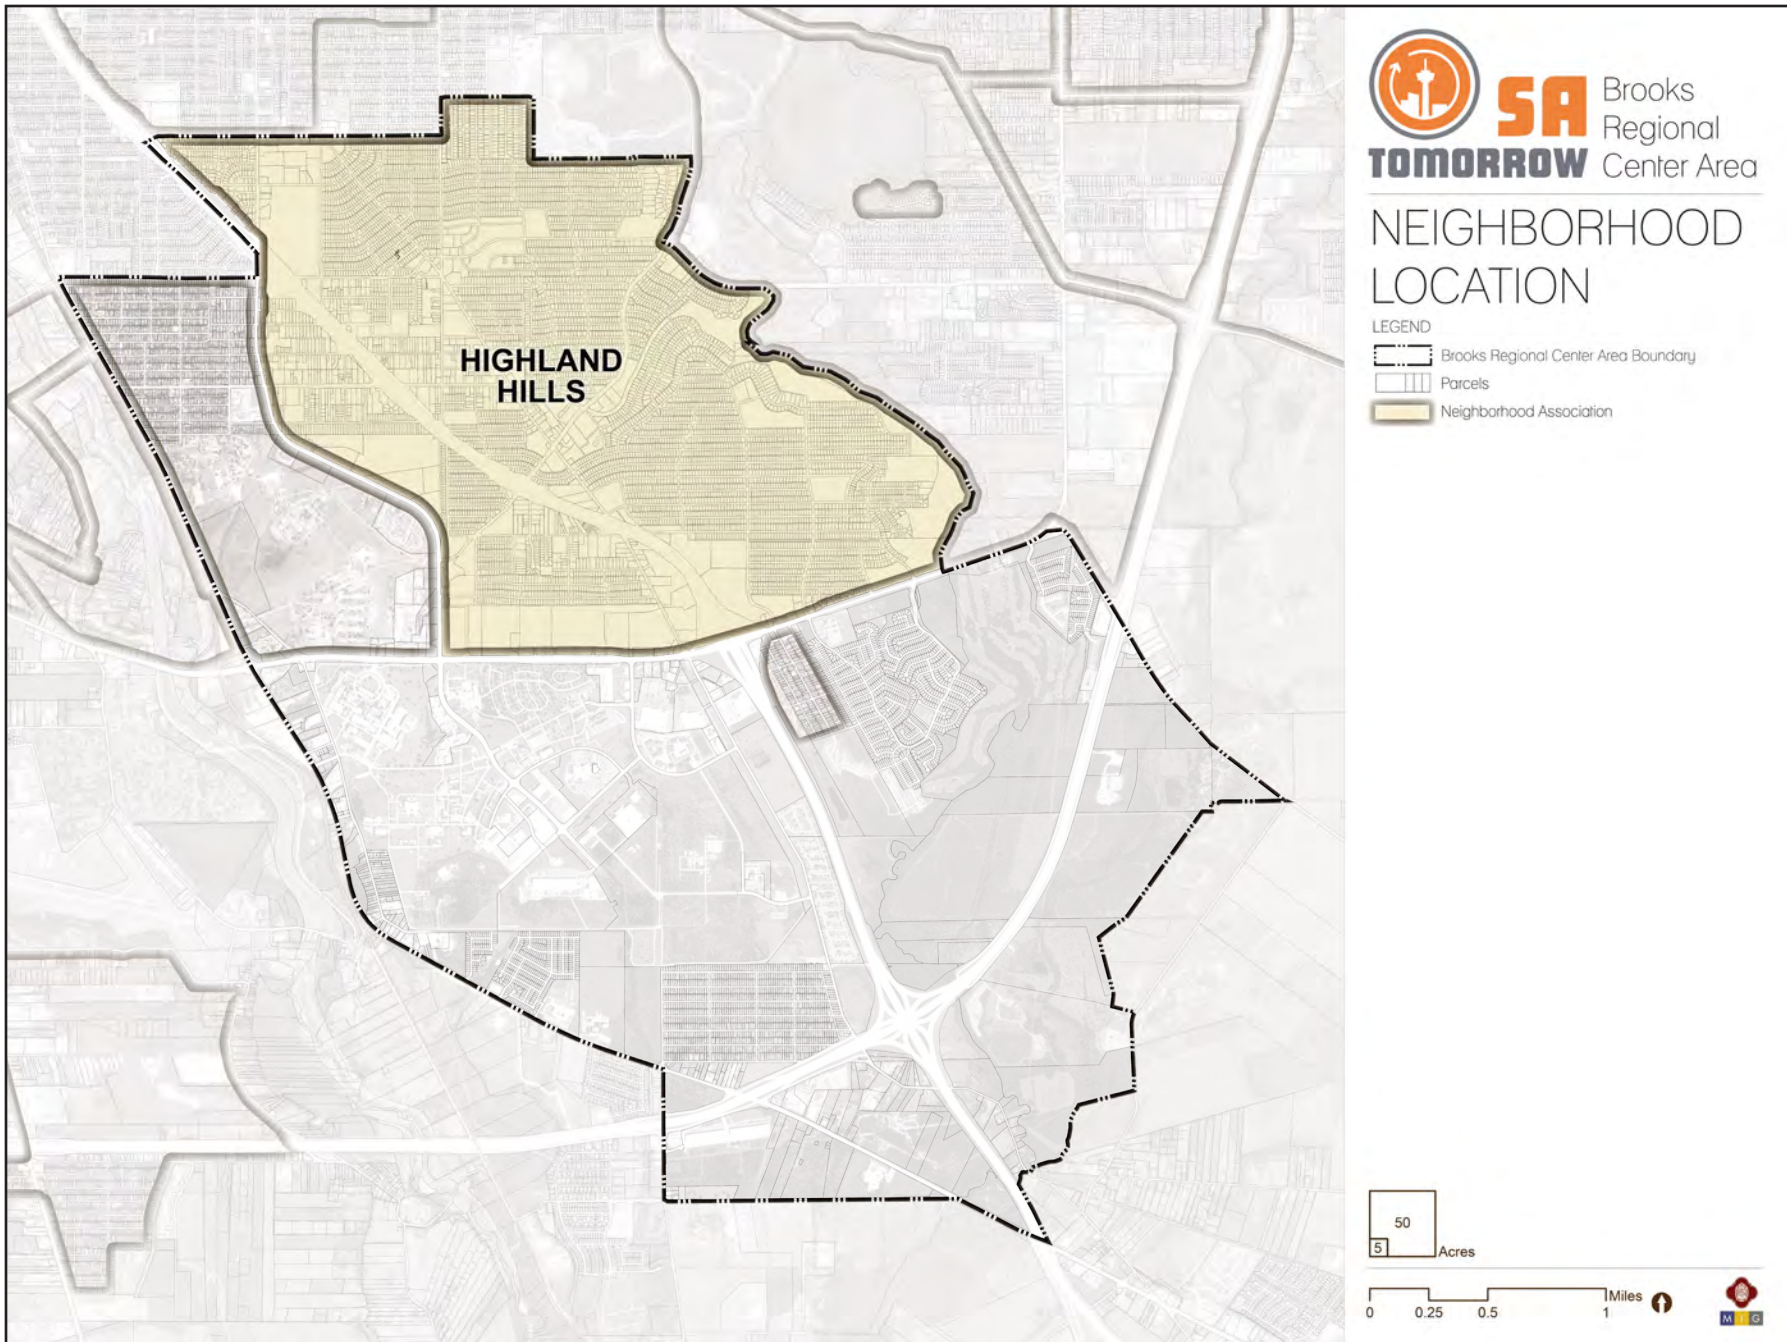 SA
TOMORROW
Brooks
Regional
Center Area
NEIGHBORHOOD
LOCATION
LEGEND
Brooks Regional Center Area Boundary
Parcels
Neighborhood Association
HIGHLAND
HILLS
50
5
Acres
Miles
0 0.25 0.5 1
M I G